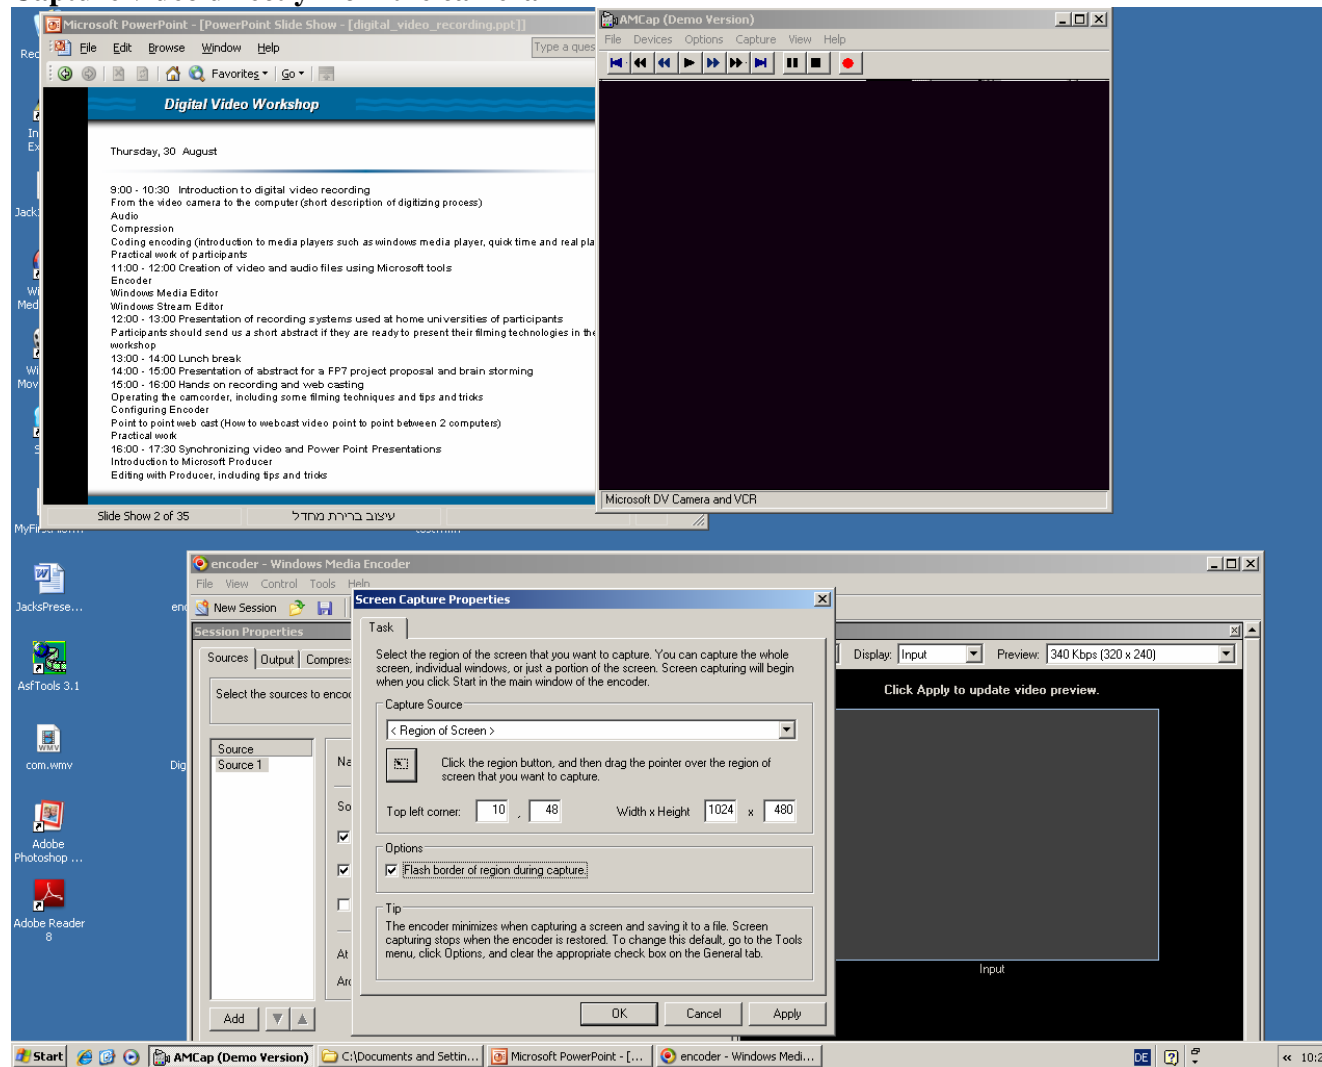 Microsoft PowerPoint - [PowerPoint Slide Show - [digital_video_recording.ppt]]
File Edit Browse Window Help
Type a ques
Favorites Go
Digital Video Workshop
Thursday, 30 August
9:00 - 10:30 Introduction to digital video recording
From the video camera to the computer (short description of digitizing process)
Audio
Compression
Coding encoding (introduction to media players such as windows media player, quick time and real pla
Practical work of participants
11:00 - 12:00 Creation of video and audio files using Microsoft tools
Encoder
Windows Media Editor
Windows Stream Editor
12:00 - 13:00 Presentation of recording systems used at home universities of participants
Participants should send us a short abstract if they are ready to present their filming technologies in the
workshop
13:00 - 14:00 Lunch break
14:00 - 15:00 Presentation of abstract for a FP7 project proposal and brain storming
15:00 - 16:00 Hands on recording and web casting
Operating the camcorder, including some filming techniques and tips and tricks
Configuring Encoder
Point to point web cast (How to webcast video point to point between 2 computers)
Practical work
16:00 - 17:30 Synchronizing video and Power Point Presentations
Introduction to Microsoft Producer
Editing with Producer, including tips and tricks
Slide Show 2 of 35
עיצוב ברירת מחדל
AMCap (Demo Version)
File Devices Options Capture View Help
Microsoft DV Camera and VCR
Rec
In
Ex
Jack
Wi
Med
Wi
Mov
S
JacksPrese...
AsfTools 3.1
com.wmv
Adobe
Photoshop ...
Adobe Reader
8
enc
Dig
encoder - Windows Media Encoder
File View Control Tools Help
New Session
Session Properties
Sources Output Compres
Select the sources to encod
Source
Source 1
Na
So
At
Arc
Add
Screen Capture Properties
Task
Select the region of the screen that you want to capture. You can capture the whole
screen, individual windows, or just a portion of the screen. Screen capturing will begin
when you click Start in the main window of the encoder.
Capture Source
< Region of Screen >
Click the region button, and then drag the pointer over the region of
screen that you want to capture.
Top left corner: 10 , 48 Width x Height 1024 x 480
Options
Flash border of region during capture.
Tip
The encoder minimizes when capturing a screen and saving it to a file. Screen
capturing stops when the encoder is restored. To change this default, go to the Tools
menu, click Options, and clear the appropriate check box on the General tab.
OK Cancel Apply
Display: Input Preview: 340 Kbps (320 x 240)
Click Apply to update video preview.
Input
Start AMCap (Demo Version) C:\Documents and Settin... Microsoft PowerPoint - [... encoder - Windows Medi... DE « 10:2